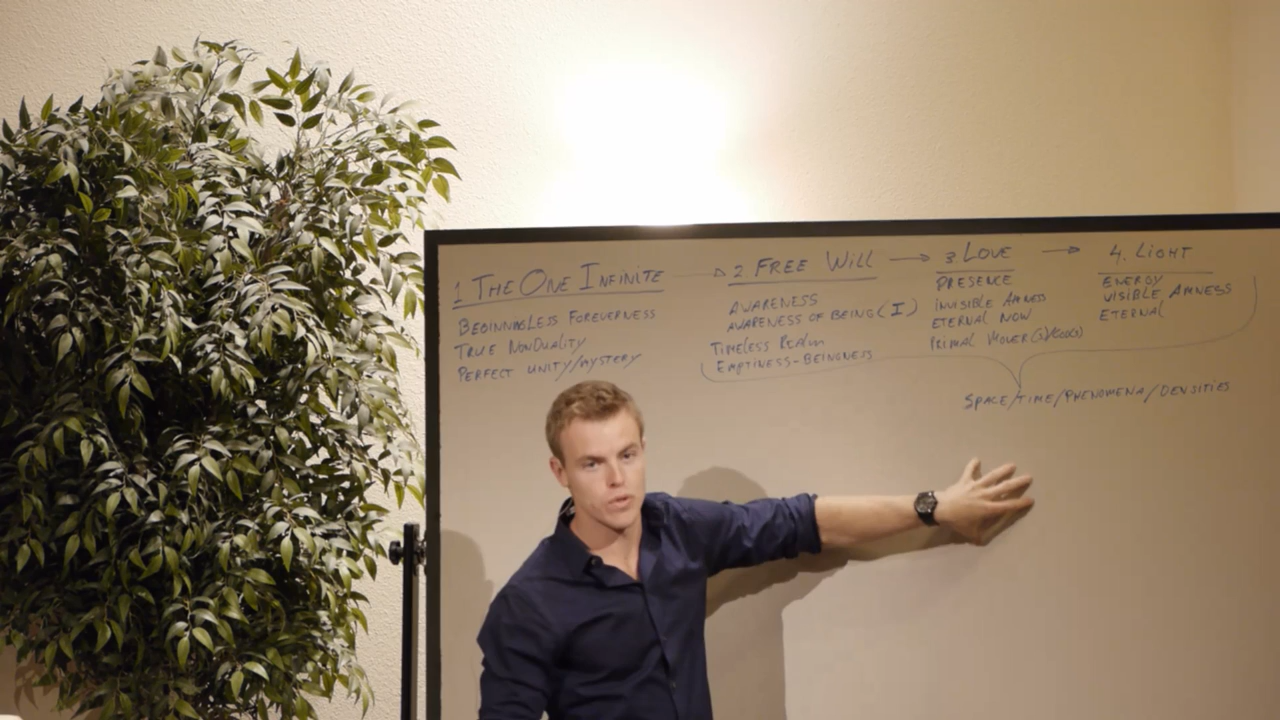 1 THE ONE INFINITE
BEGINNINGLESS FOREVERNESS
TRUE NONDUALITY
PERFECT UNITY/MYSTERY
2. FREE WILL
AWARENESS
AWARENESS OF BEING (I)
TIMELESS REALM
EMPTINESS-BEINGNESS
3 LOVE
PRESENCE
INVISIBLE AMNESS
ETERNAL NOW
PRIMAL MOVER(S)
4. LIGHT
ENERGY
VISIBLE AMNESS
ETERNAL
SPACE/TIME/PHENOMENA/DENSITIES